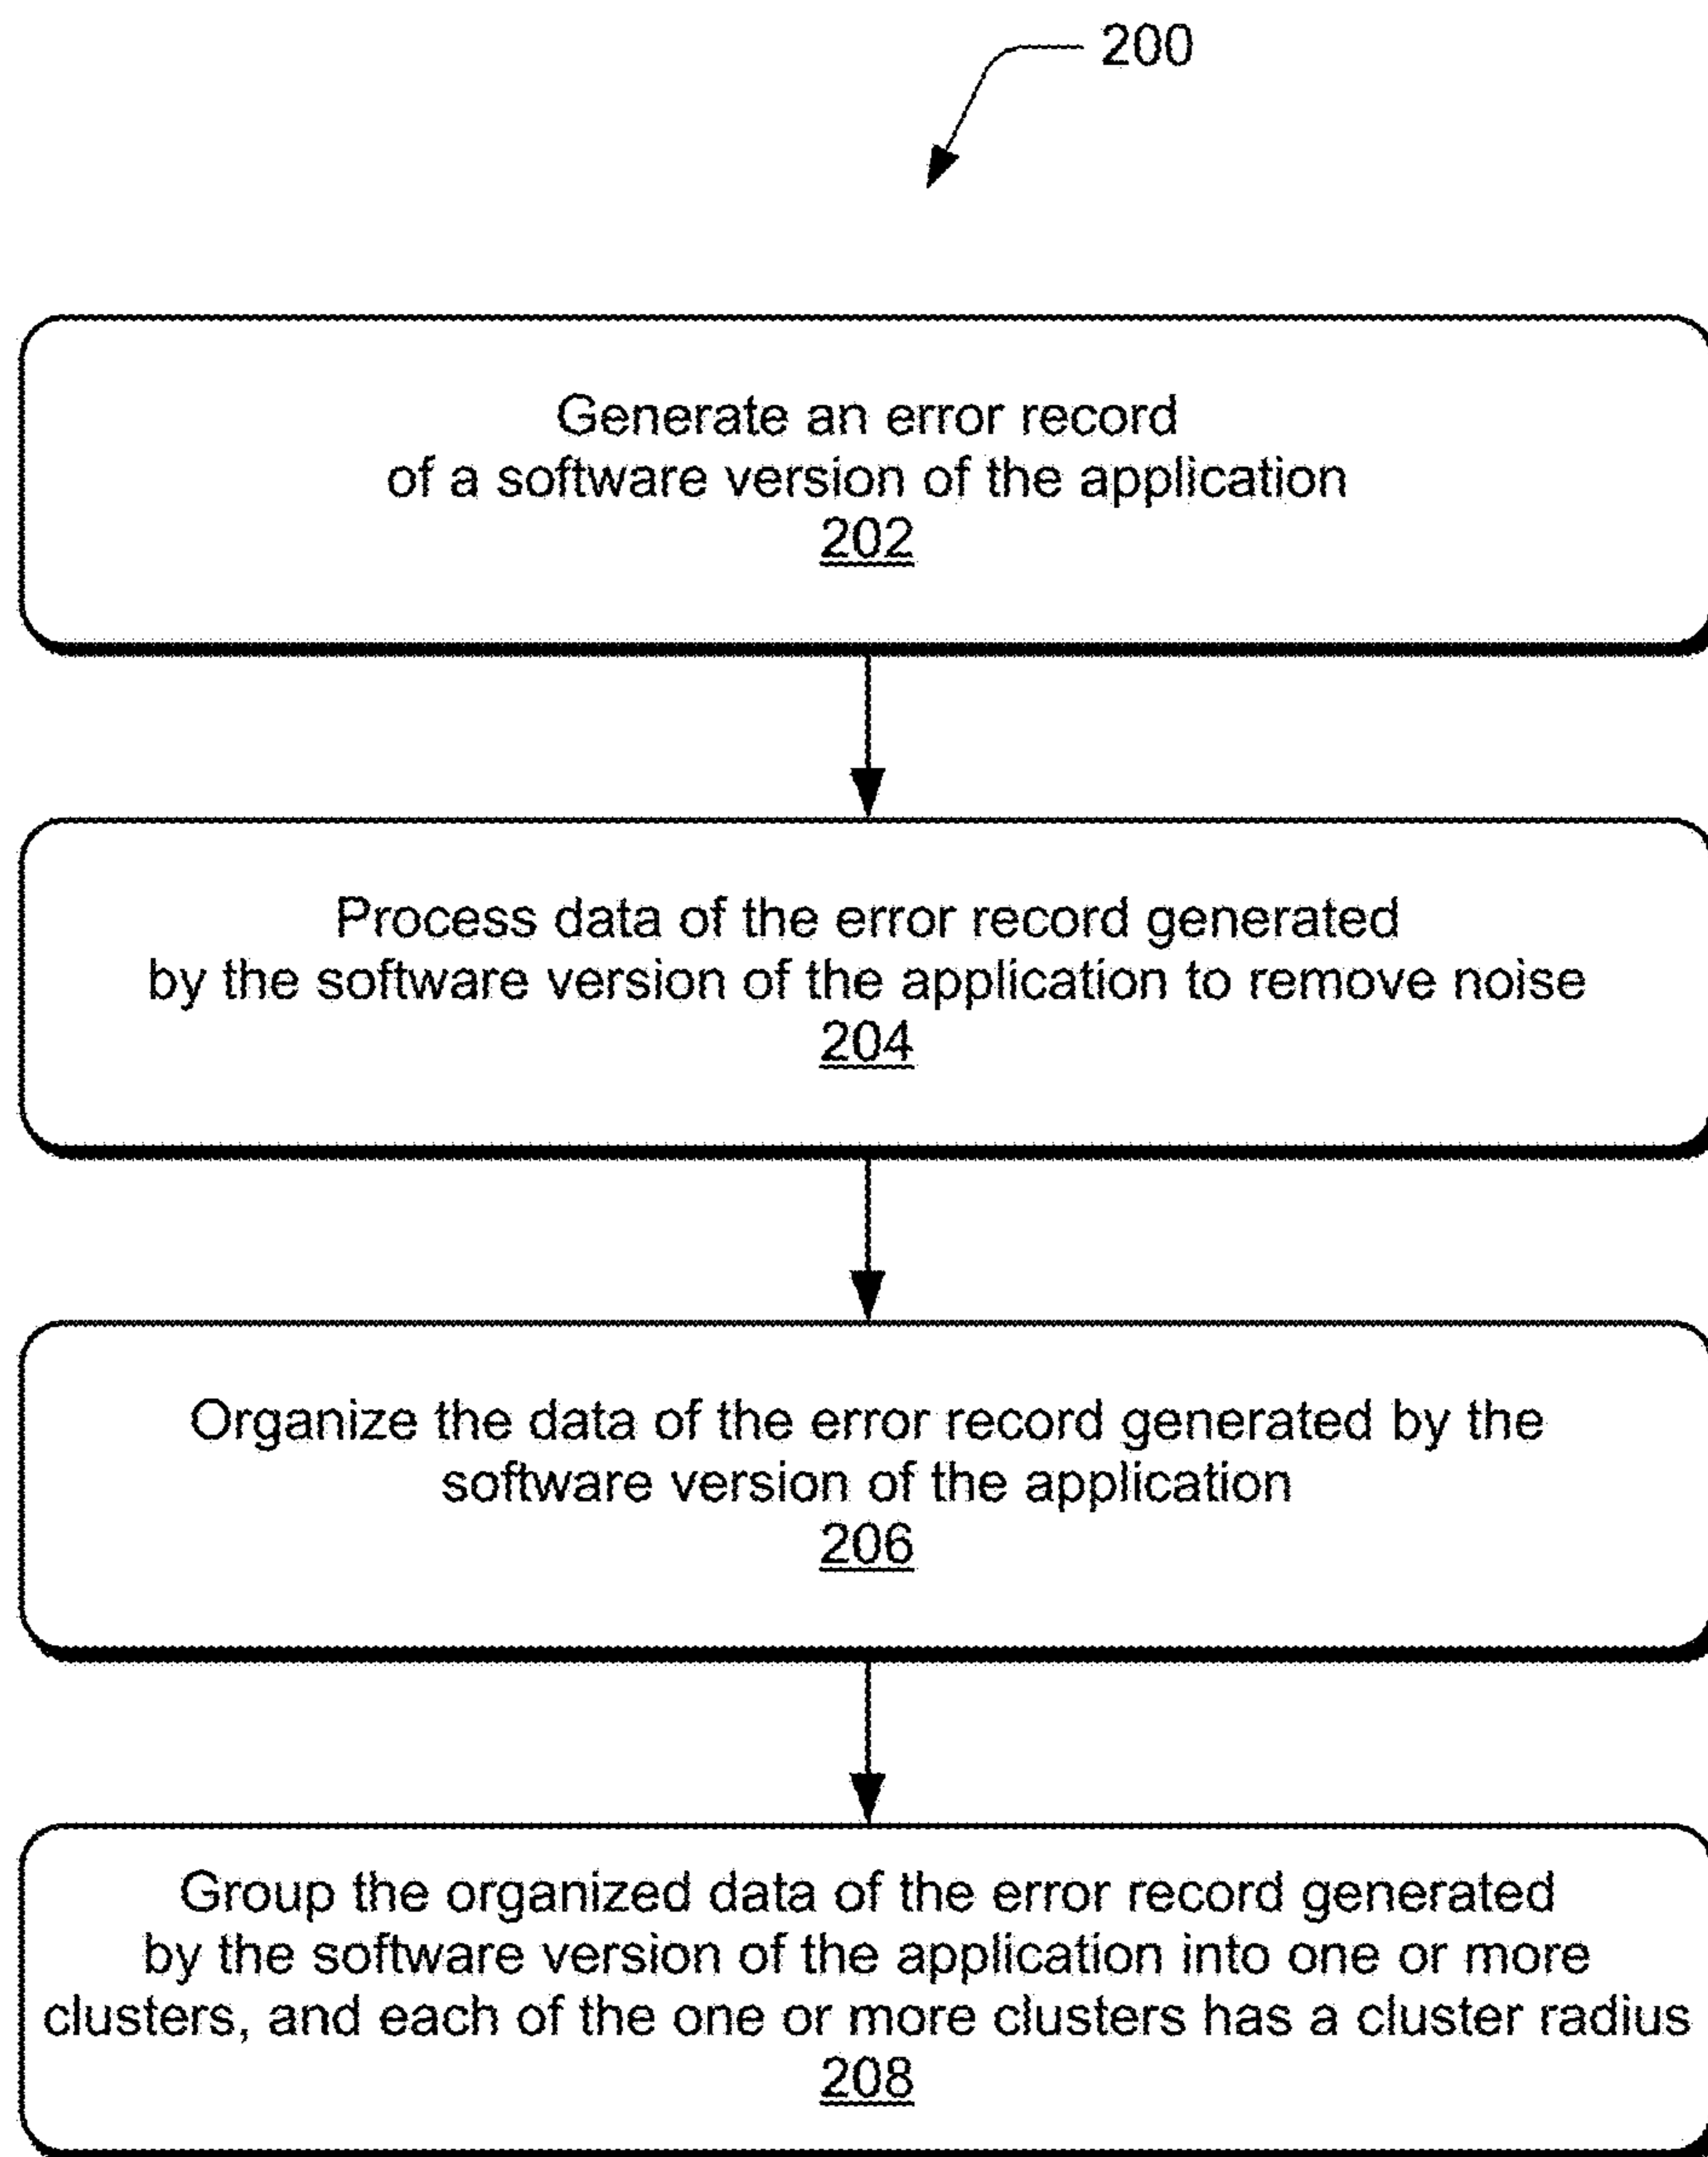 200
Generate an error record
of a software version of the application
202
Process data of the error record generated
by the software version of the application to remove noise
204
Organize the data of the error record generated by the
software version of the application
206
Group the organized data of the error record generated
by the software version of the application into one or more
clusters, and each of the one or more clusters has a cluster radius
208